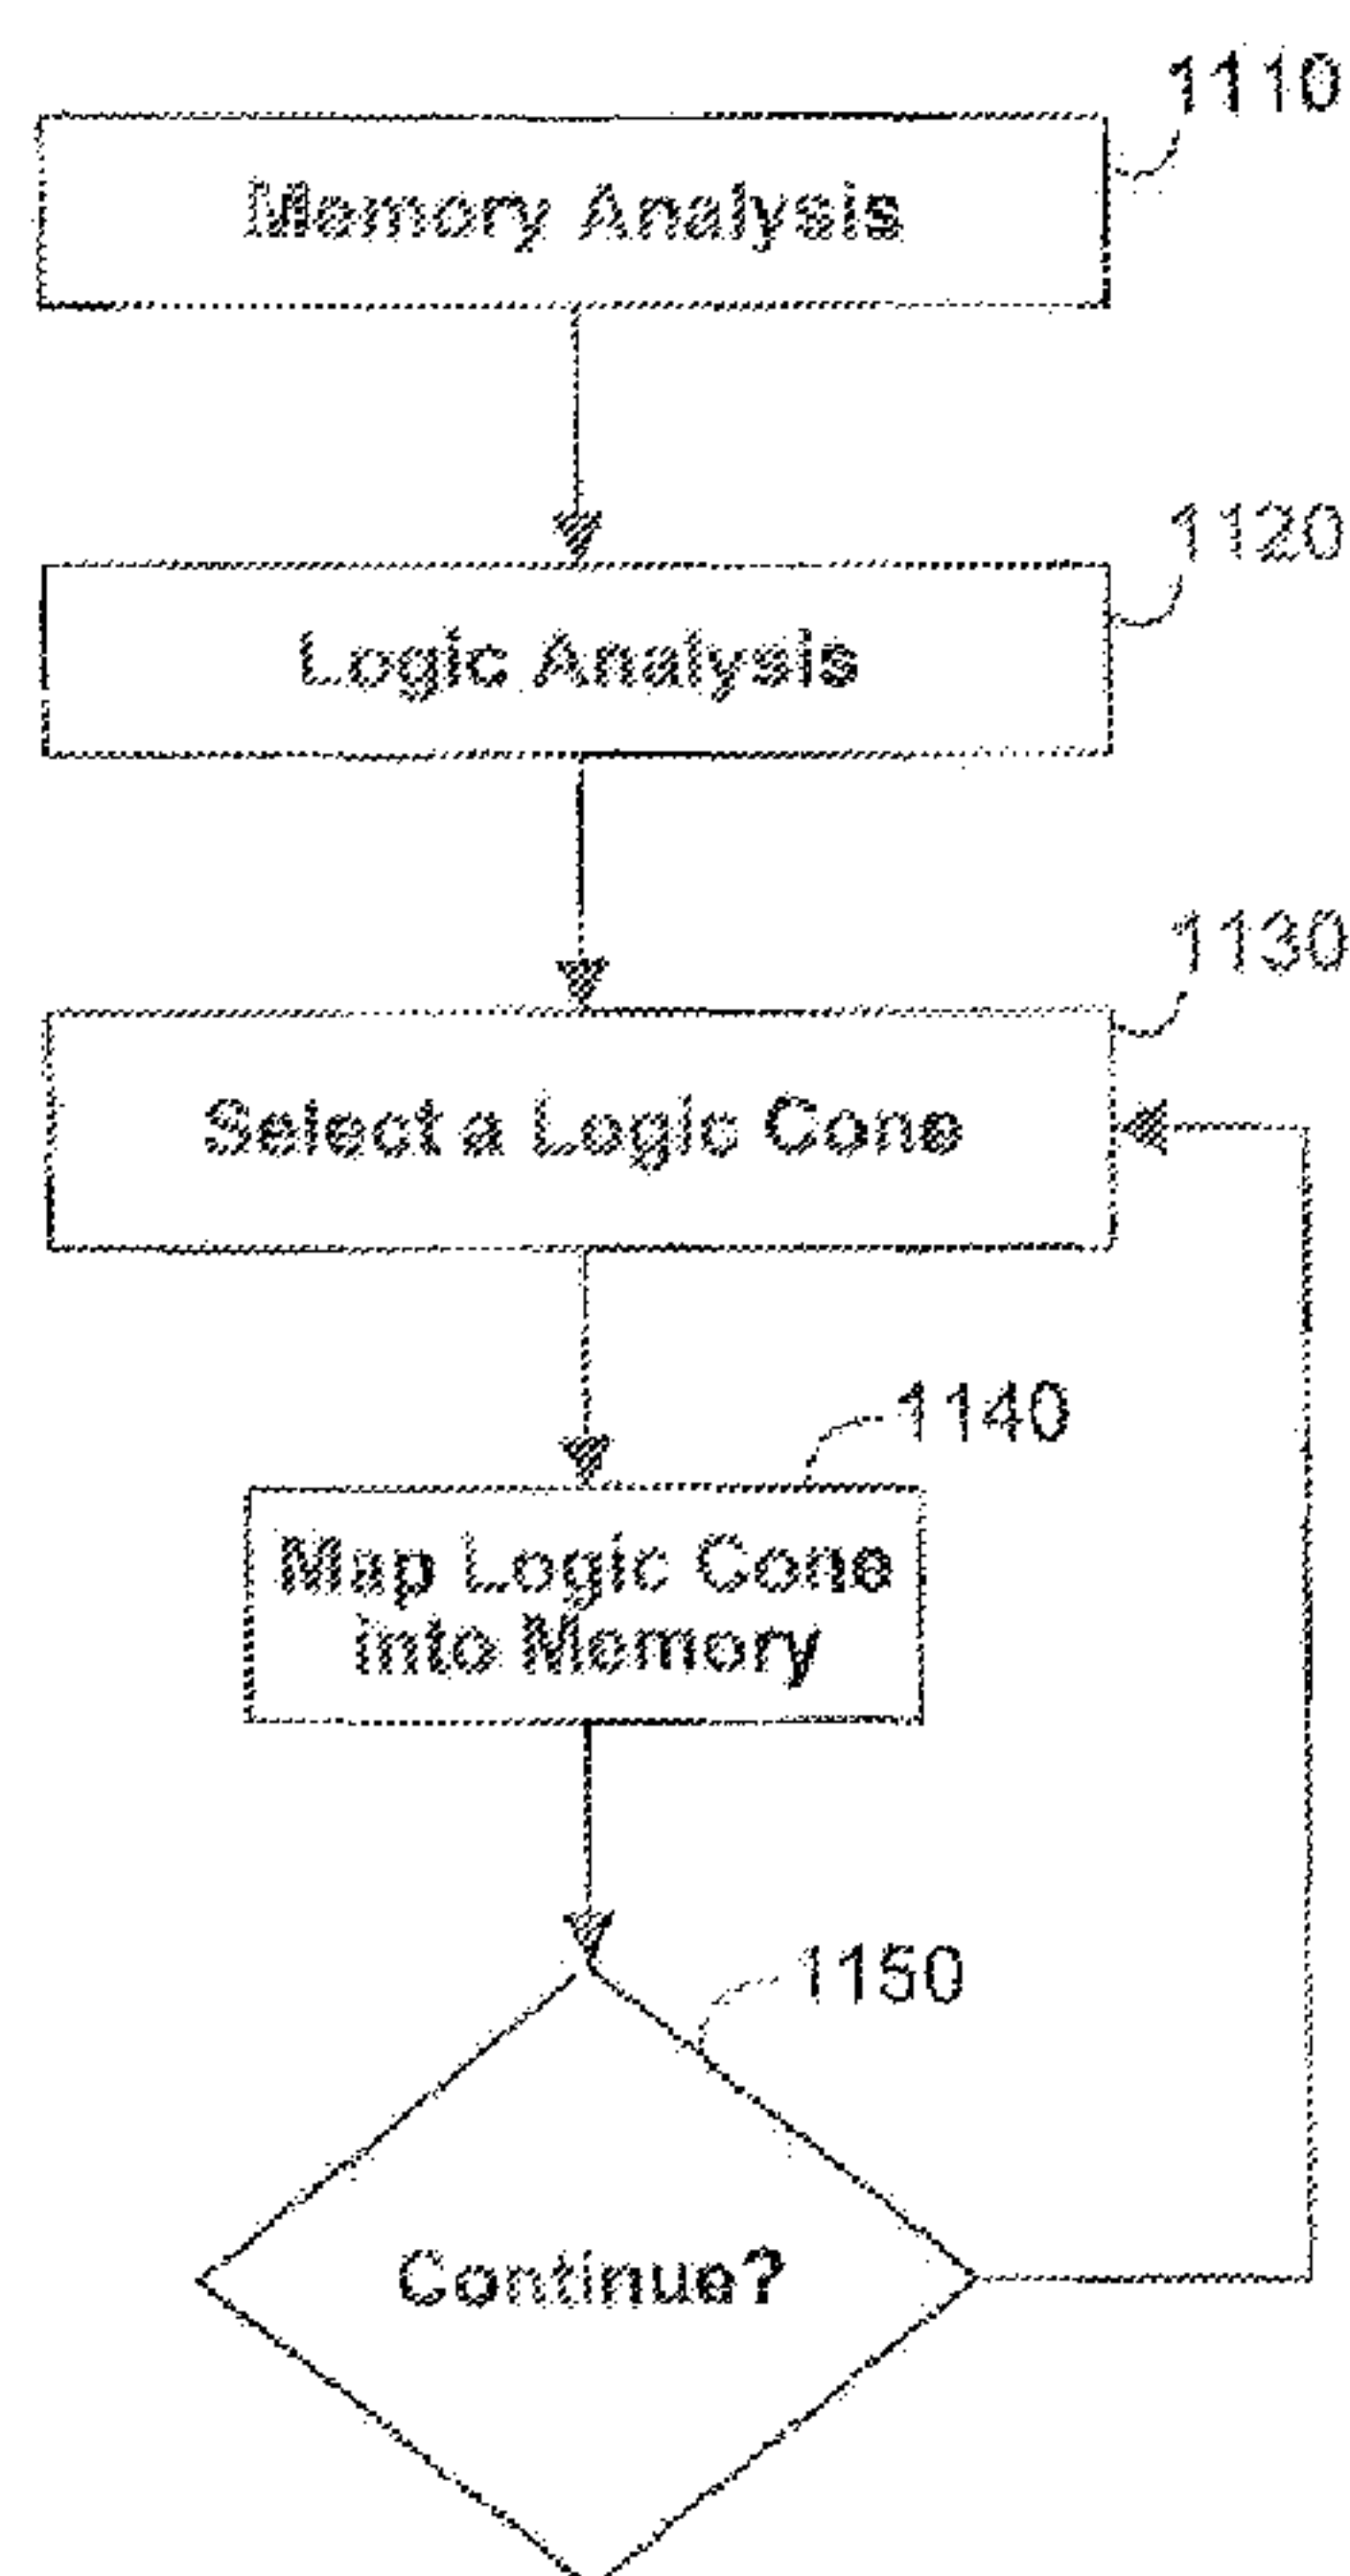 1110
Memory Analysis
1120
Logic Analysis
1130
Select a Logic Cone
1140
Map Logic Cone
into Memory
1150
Continue?